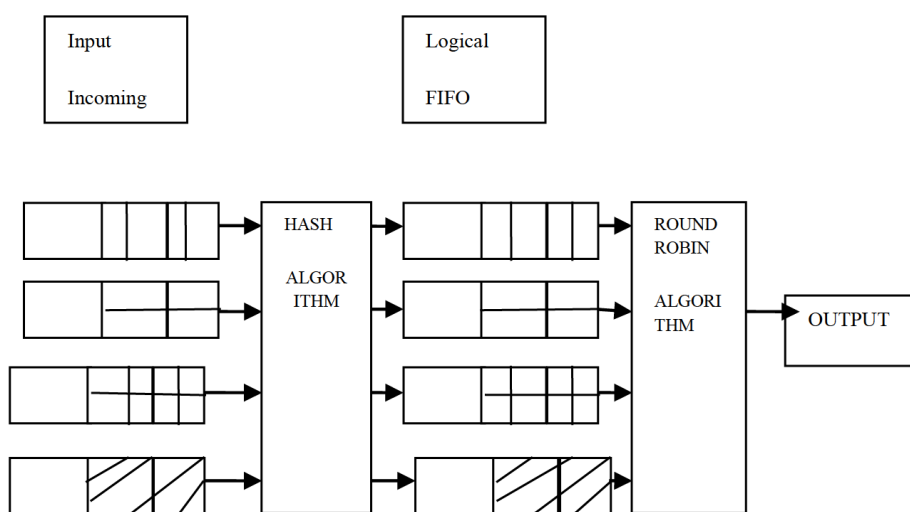 Input
Incoming
Logical
FIFO
HASH
ALGOR
ITHM
ROUND
ROBIN
ALGORI
THM
OUTPUT